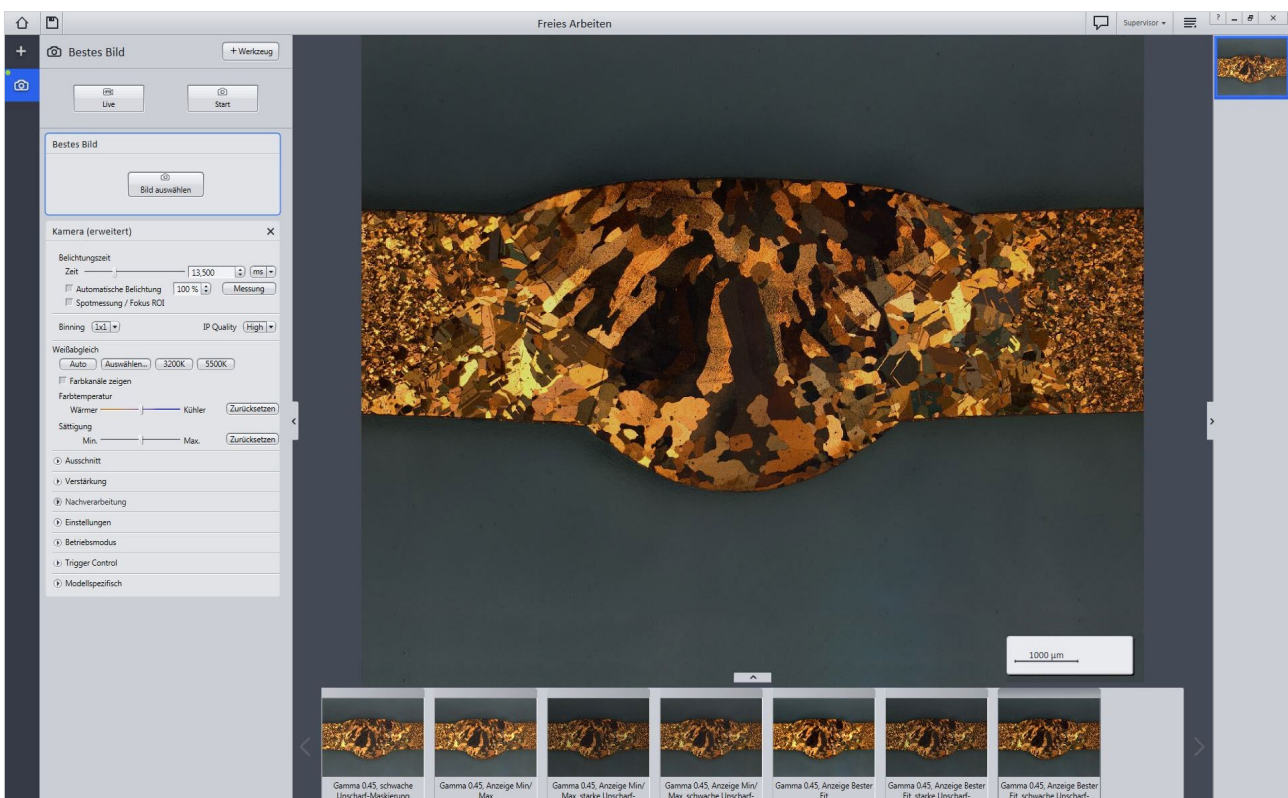 Freies Arbeiten
Supervisor
?
Bestes Bild
+ Werkzeug
Live
Start
Bestes Bild
Bild auswählen
Kamera (erweitert)
Belichtungszeit
Zeit 13,500 ms
Automatische Belichtung 100 % Messung
Spotmessung / Fokus ROI
Binning 1x1 IP Quality High
Weißabgleich
Auto Auswählen... 3200K 5500K
Farbkanäle zeigen
Farbtemperatur
Wärmer Kühler Zurücksetzen
Sättigung
Min. Max. Zurücksetzen
Ausschnitt
Verstärkung
Nachverarbeitung
Einstellungen
Betriebsmodus
Trigger Control
Modellspezifisch
1000 µm
Gamma 0.45, schwache
Unscharf-Maskierung
Gamma 0.45, Anzeige Min/
Max
Gamma 0.45, Anzeige Min/
Max, starke Unscharf-
Gamma 0.45, Anzeige Min/
Max, schwache Unscharf-
Gamma 0.45, Anzeige Bester
Fit
Gamma 0.45, Anzeige Bester
Fit, starke Unscharf-
Gamma 0.45, Anzeige Bester
Fit, schwache Unscharf-